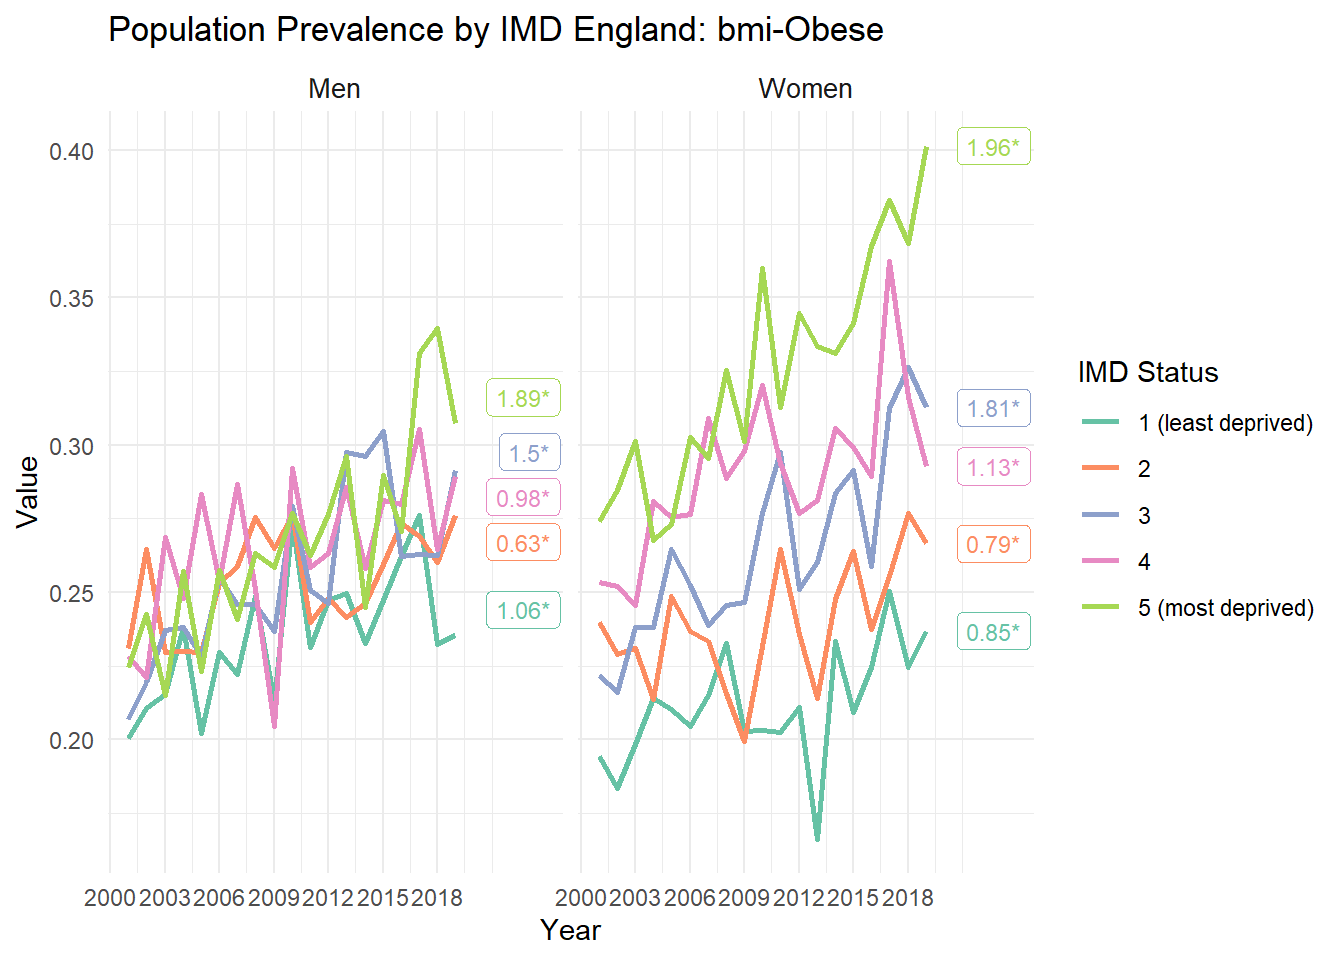 Population Prevalence by IMD England: bmi-Obese
Men
Women
0.40
0.35
0.30
0.25
0.20
Value
1.89*
1.5*
0.98*
0.63*
1.06*
1.96*
1.81*
1.13*
0.79*
0.85*
2000 2003 2006 2009 2012 2015 2018
2000 2003 2006 2009 2012 2015 2018
Year
IMD Status
1 (least deprived)
2
3
4
5 (most deprived)